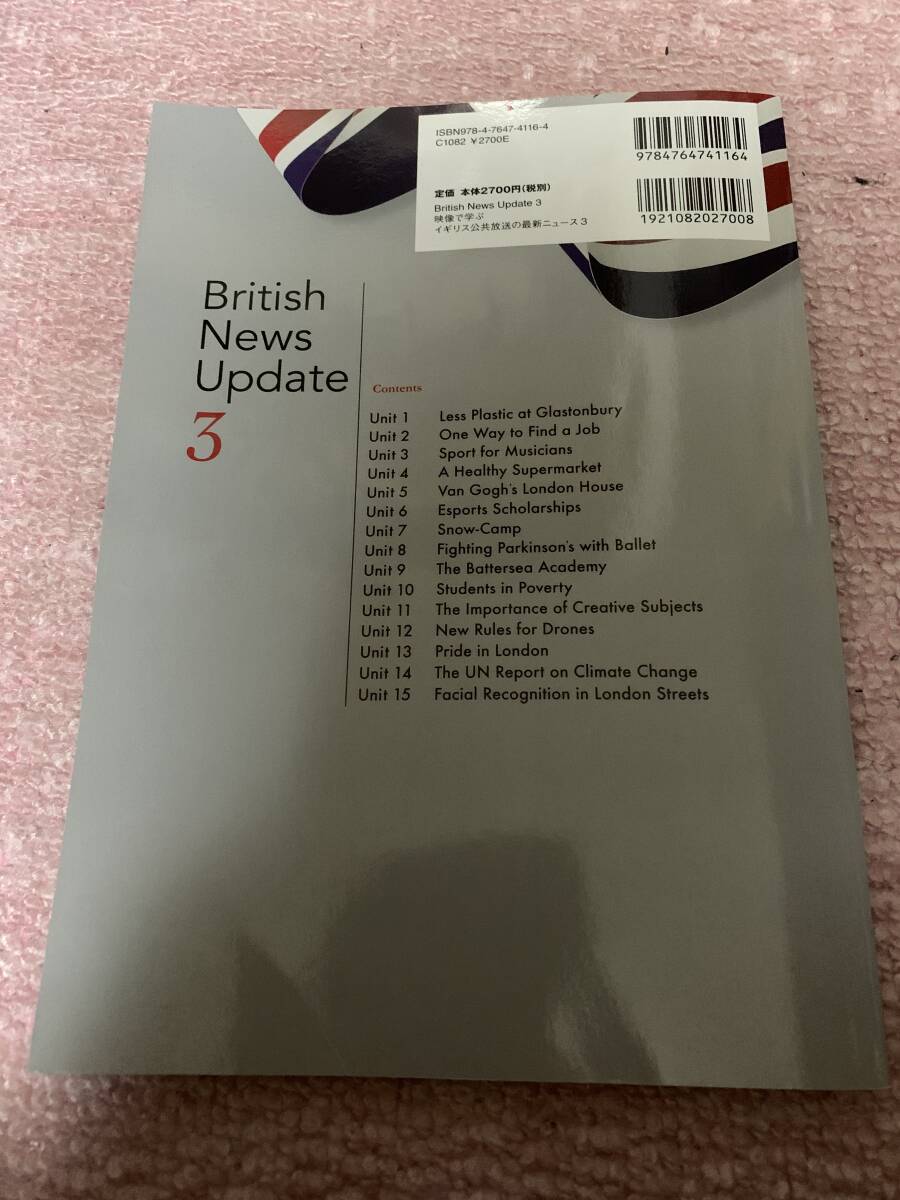 ISBN978-4-7647-4116-4
C1082 ¥2700E
9784764741164
定価 本体2700円(税別)
British News Update 3
映像で学ぶ
イギリス公共放送の最新ニュース3
1921082027008
British
News
Update
3
Contents
Unit 1 Less Plastic at Glastonbury
Unit 2 One Way to Find a Job
Unit 3 Sport for Musicians
Unit 4 A Healthy Supermarket
Unit 5 Van Gogh's London House
Unit 6 Esports Scholarships
Unit 7 Snow-Camp
Unit 8 Fighting Parkinson's with Ballet
Unit 9 The Battersea Academy
Unit 10 Students in Poverty
Unit 11 The Importance of Creative Subjects
Unit 12 New Rules for Drones
Unit 13 Pride in London
Unit 14 The UN Report on Climate Change
Unit 15 Facial Recognition in London Streets